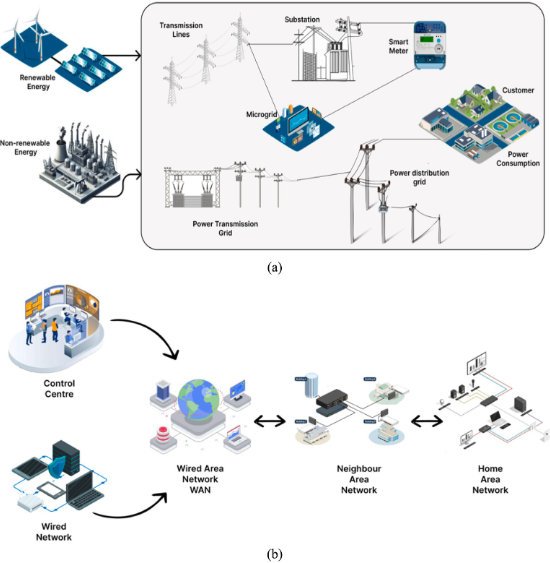 Transmission
Lines
Substation
Smart
Meter
Renewable
Energy
Microgrid
Customer
Non-renewable
Energy
Power
Consumption
Power distribution
grid
Power Transmission
Grid
(a)
Control
Centre
Wired Area
Network
WAN
Neighbour
Area
Network
Home
Area
Network
Wired
Network
(b)